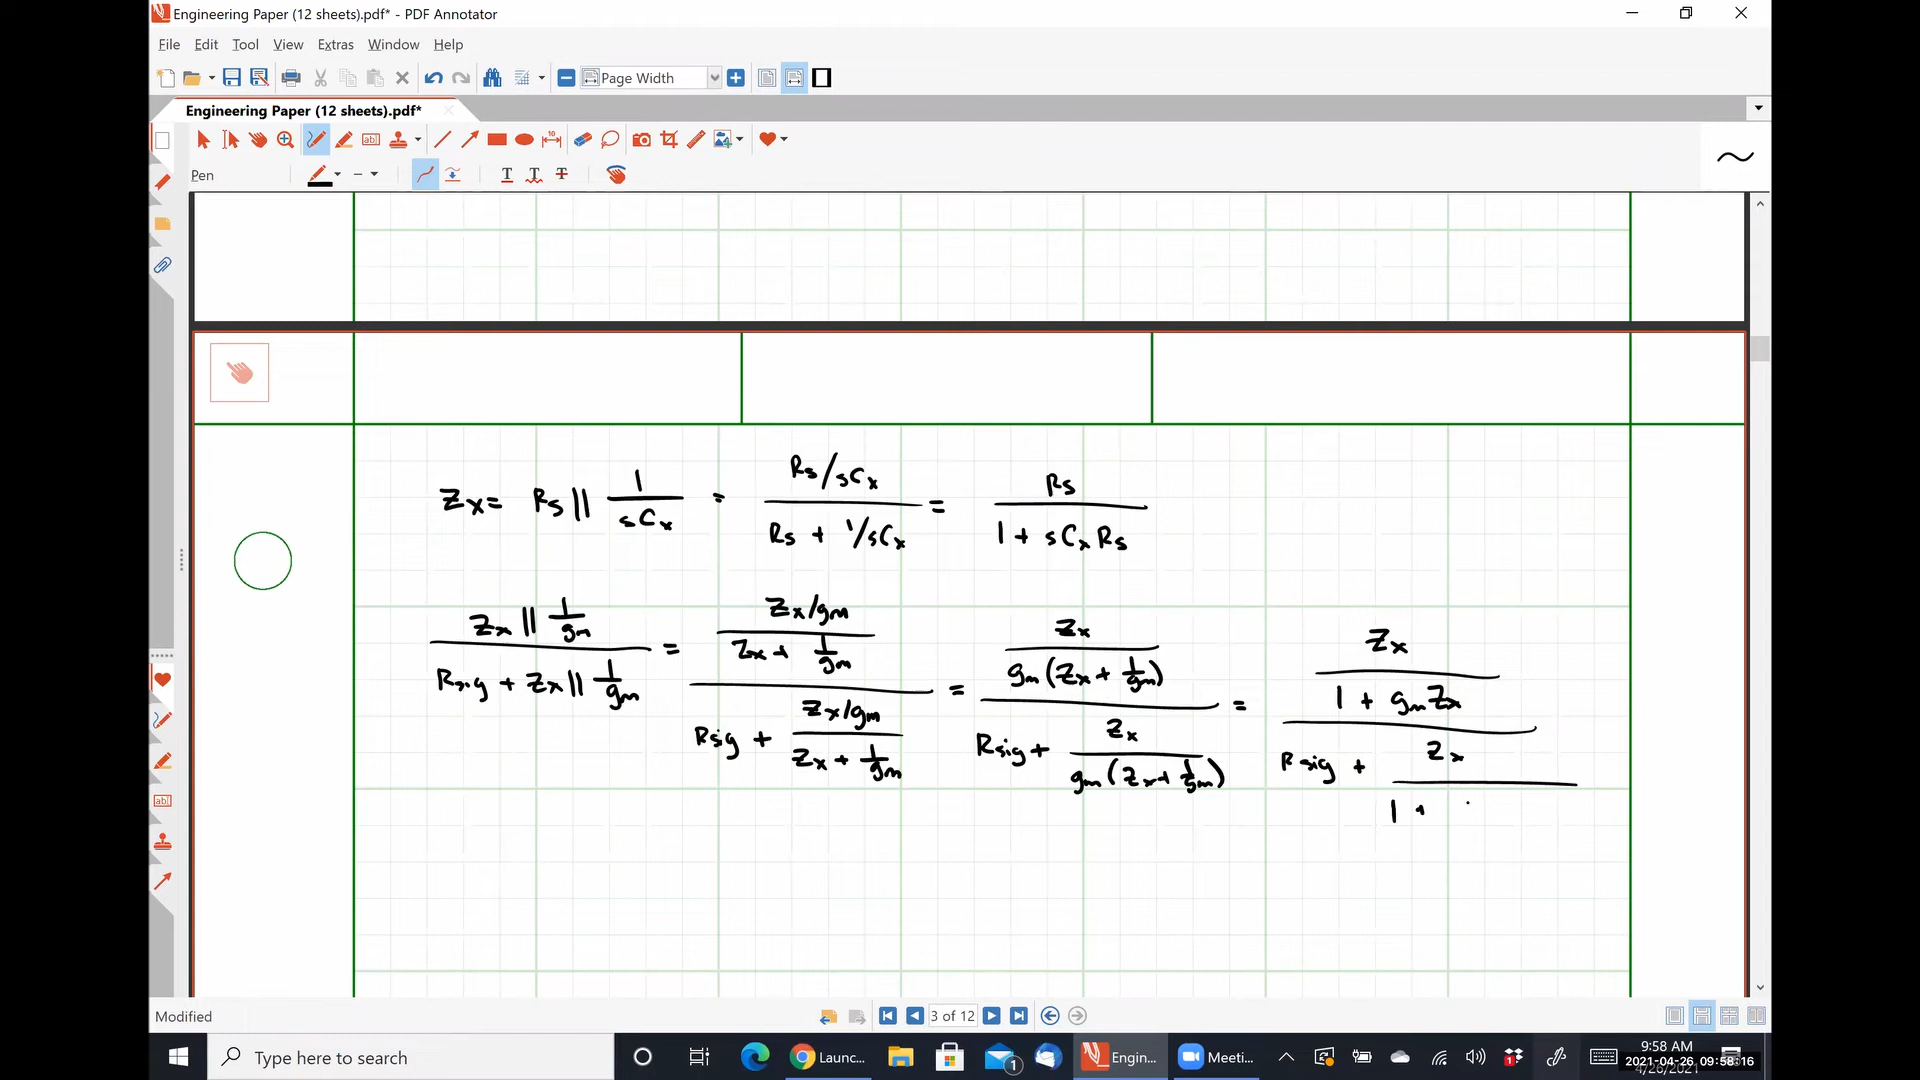 Engineering Paper (12 sheets).pdf* - PDF Annotator
File Edit Tool View Extras Window Help
Page Width
Engineering Paper (12 sheets).pdf*
Pen
Zx = Rs || 1/sCx = (Rs/sCx)/(Rs + 1/sCx) = Rs/(1 + sCxRs)
(Zx || 1/gm)/(Rsig + Zx || 1/gm) = ((Zx/gm)/(Zx + 1/gm))/(Rsig + (Zx/gm)/(Zx + 1/gm)) = (Zx/(gm(Zx + 1/gm)))/(Rsig + Zx/(gm(Zx + 1/gm))) = (Zx/(1 + gmZx))/(Rsig + Zx/(1 +
Modified
3 of 12
Type here to search
Launc...
1
Engin...
Meeti...
1
9:58 AM
2021-04-26 09:58:16